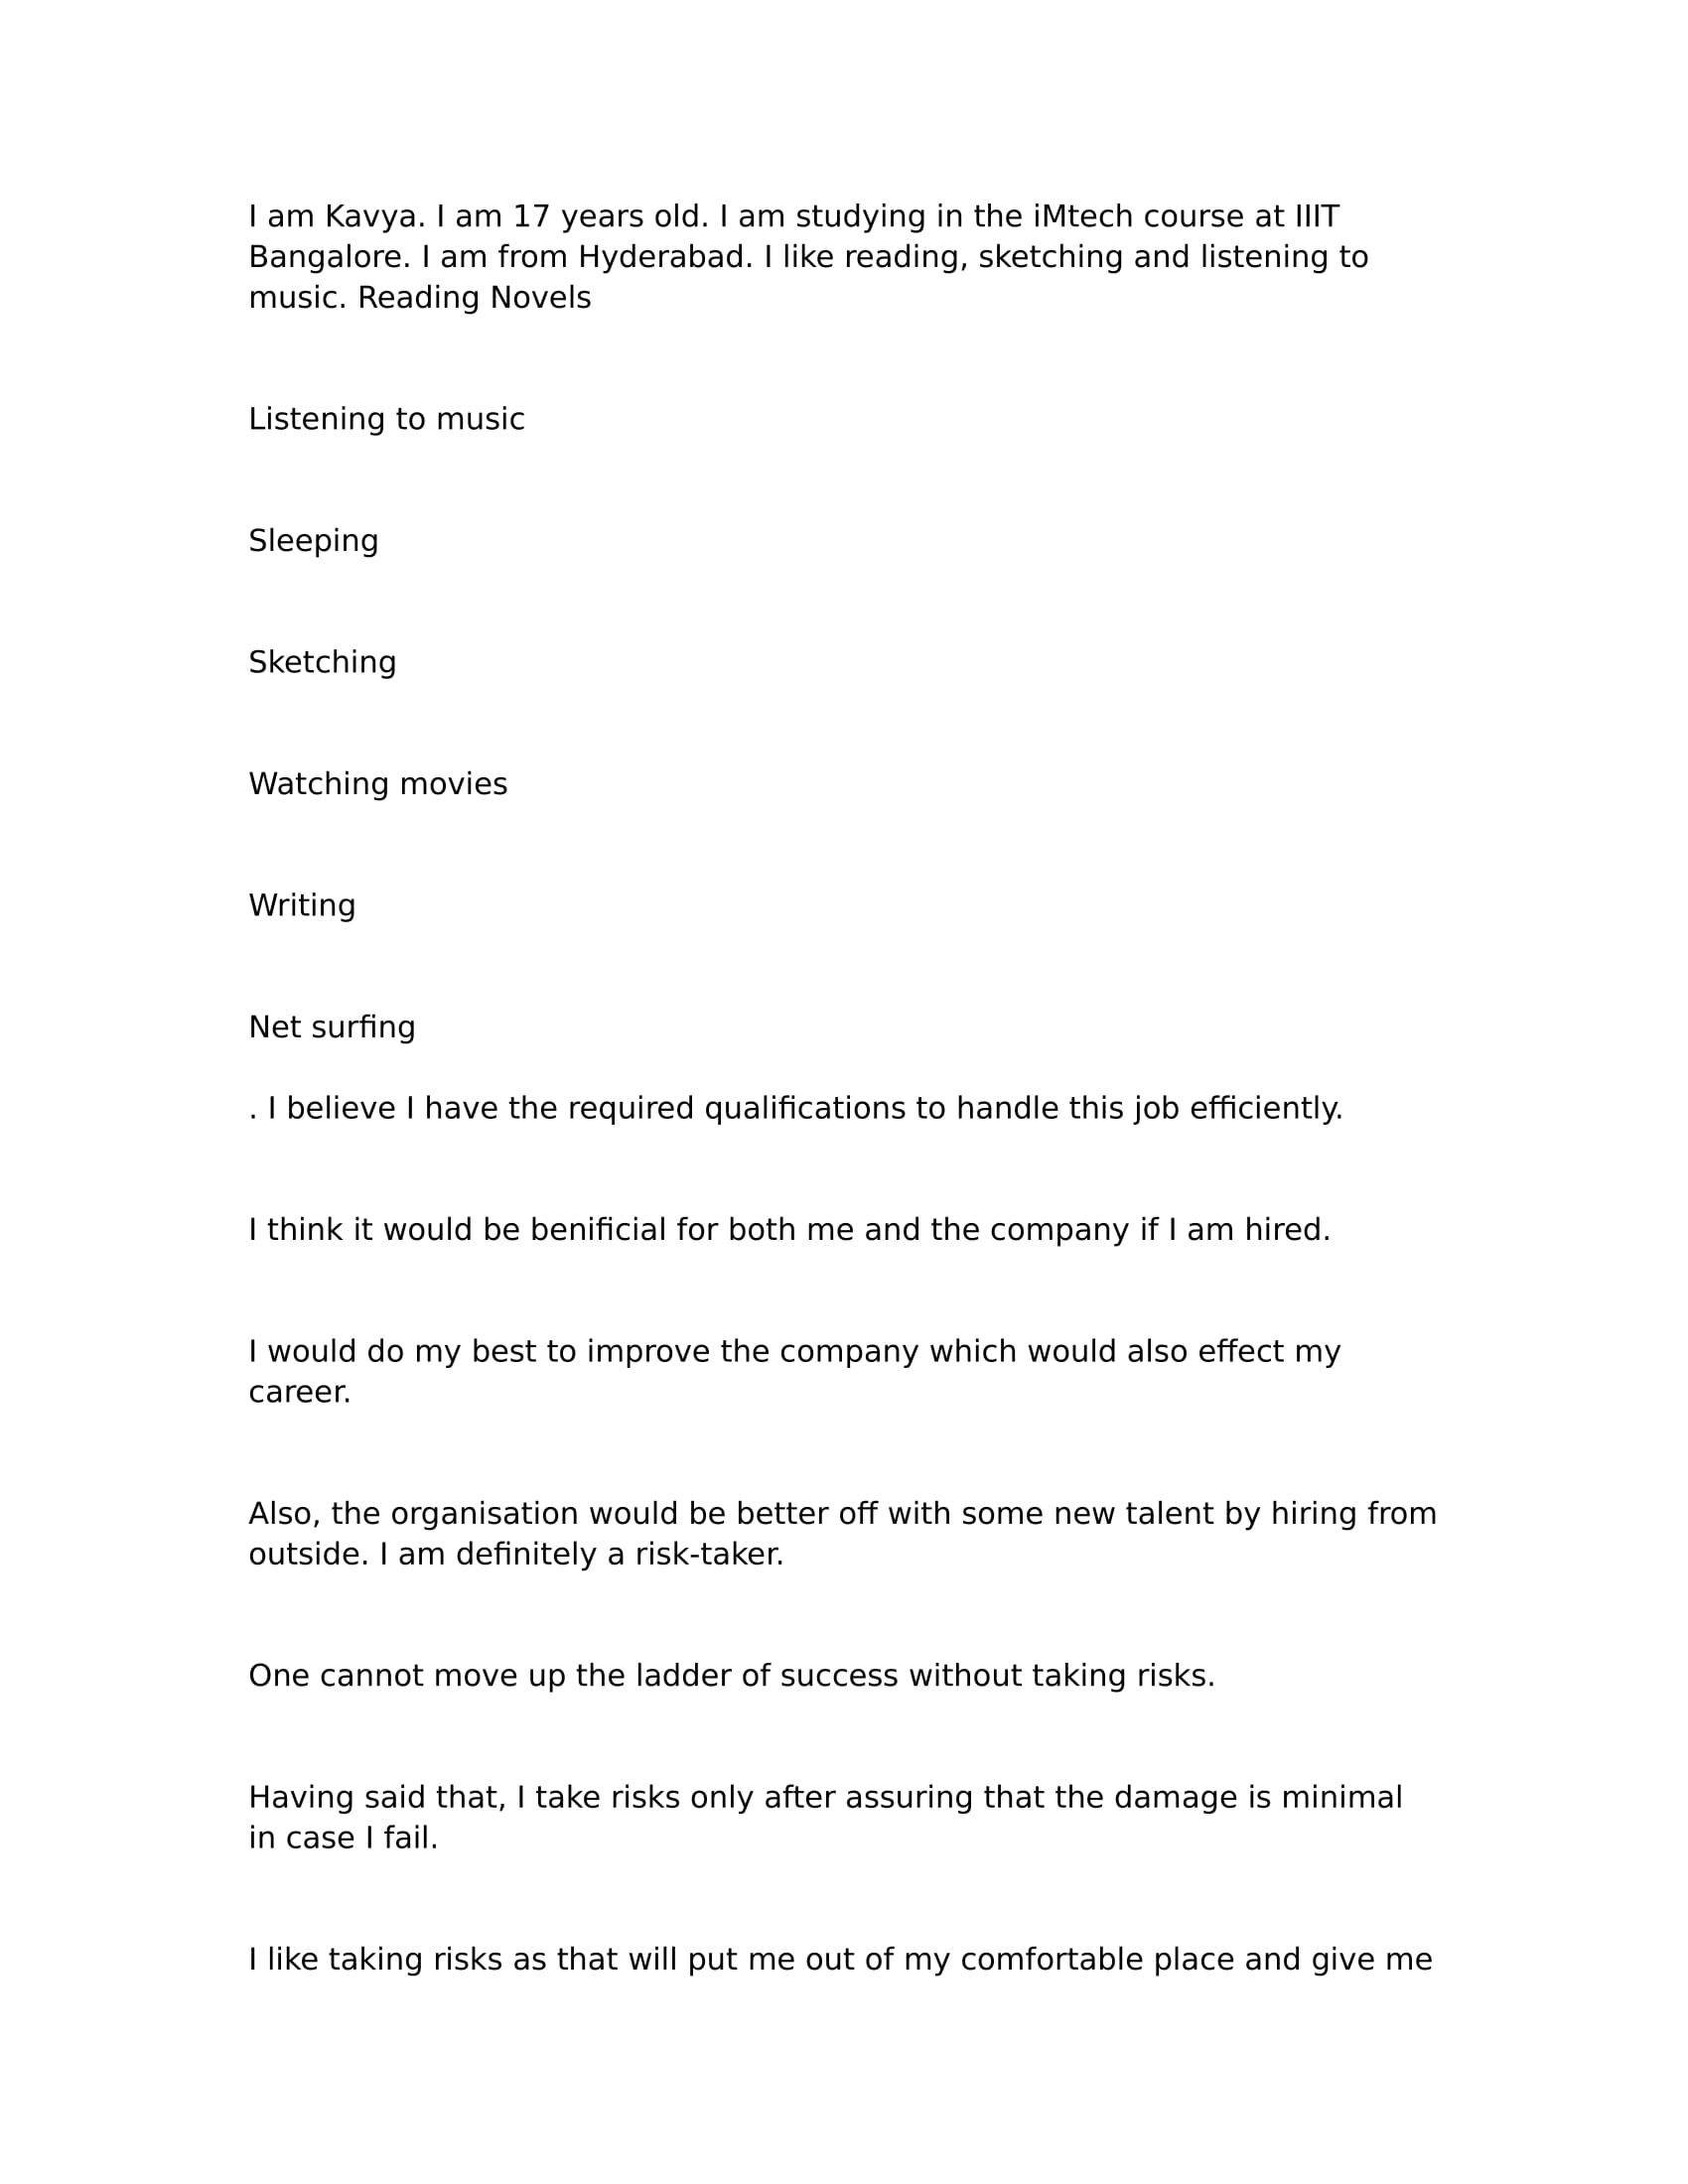 I am Kavya. I am 17 years old. I am studying in the iMtech course at IIIT
Bangalore. I am from Hyderabad. I like reading, sketching and listening to
music. Reading Novels
Listening to music
Sleeping
Sketching
Watching movies
Writing
Net surfing
. I believe I have the required qualifications to handle this job efficiently.
I think it would be benificial for both me and the company if I am hired.
I would do my best to improve the company which would also effect my
career.
Also, the organisation would be better off with some new talent by hiring from
outside. I am definitely a risk-taker.
One cannot move up the ladder of success without taking risks.
Having said that, I take risks only after assuring that the damage is minimal
in case I fail.
I like taking risks as that will put me out of my comfortable place and give me